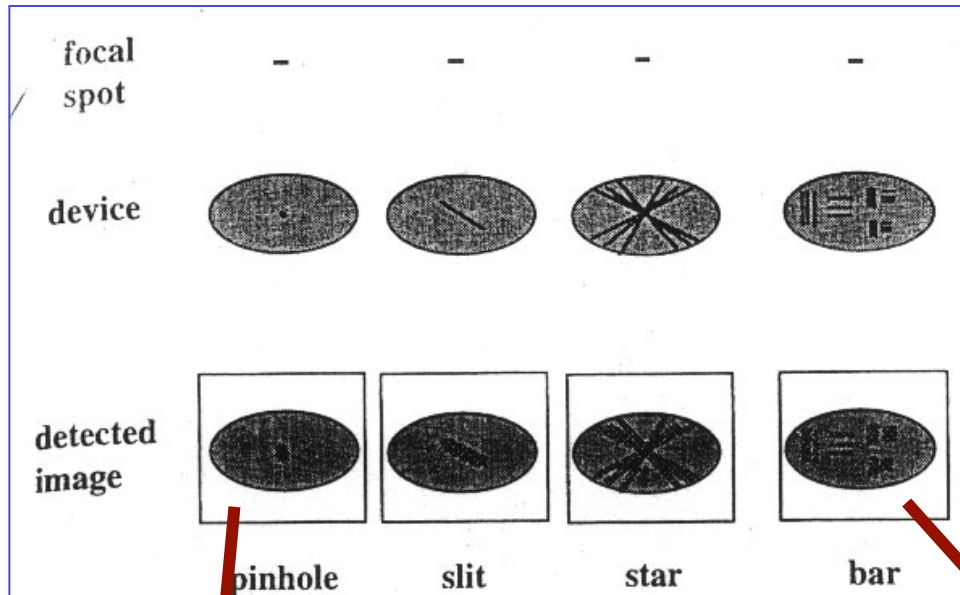 focal
spot
device
detected
image
pinhole slit star bar